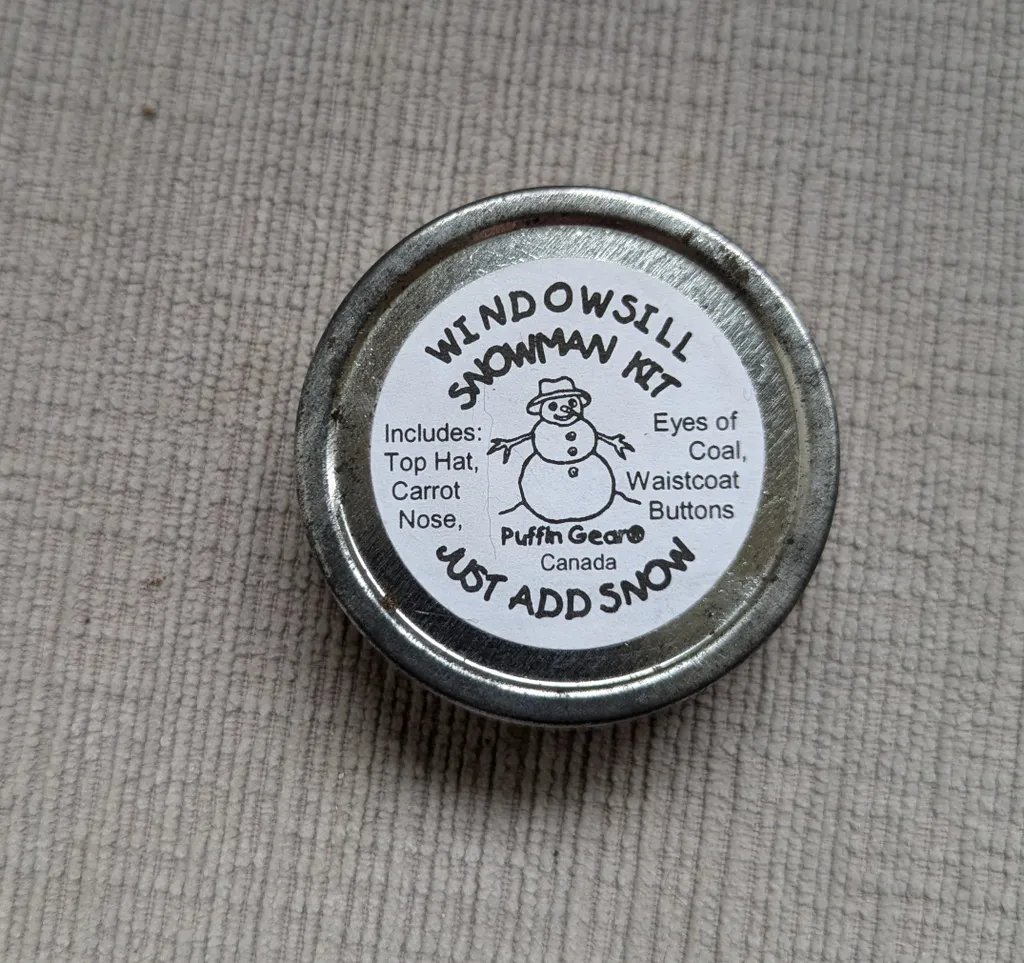 WINDOWSILL
SNOWMAN KIT
Includes:
Top Hat,
Carrot
Nose,
Eyes of
Coal,
Waistcoat
Buttons
Puffin Gear®
Canada
JUST ADD SNOW